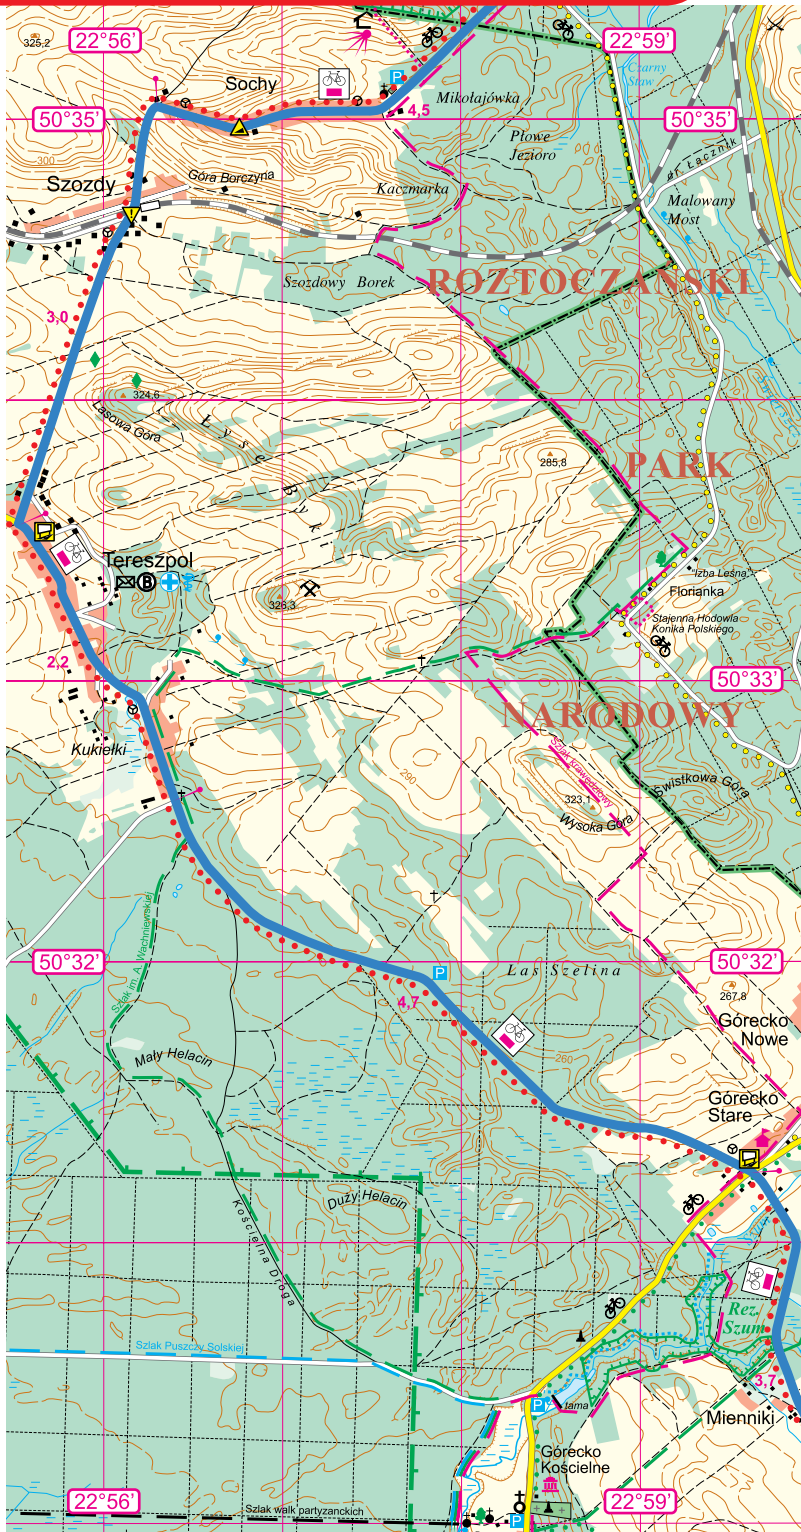 325,2
22°56'
22°59'
Czarny
Staw
Sochy
P
Mikołajówka
4,5
50°35'
50°35'
Płowe
Jezioro
pl. Łącznik
300
Góra Borczyna
Szozdy
Kaczmarka
Malowany
Most
Szozdowy Borek
ROZTOCZAŃSKI
3,0
324,6
Lasowa Góra
Łyse Byk
285,8
PARK
Tereszpol
B
Izba Leśna
Florianka
326,3
Stajenna Hodowla
Konika Polskiego
2,2
50°33'
NARODOWY
Kukiełki
Szlak krawędziowy
290
Świstkowa Góra
323,1
Wysoka Góra
Szlak im. A. Wachniewskiej
50°32'
50°32'
P
Las Szelina
4,7
267,8
Górecko
Nowe
Mały Helacin
260
Górecko
Stare
Duży Helacin
Kościelna Droga
Rez.
Szum
Szlak Puszczy Solskiej
3,7
P
tama
Mienniki
Górecko
Kościelne
22°56'
22°59'
Szlak walk partyzanckich
P